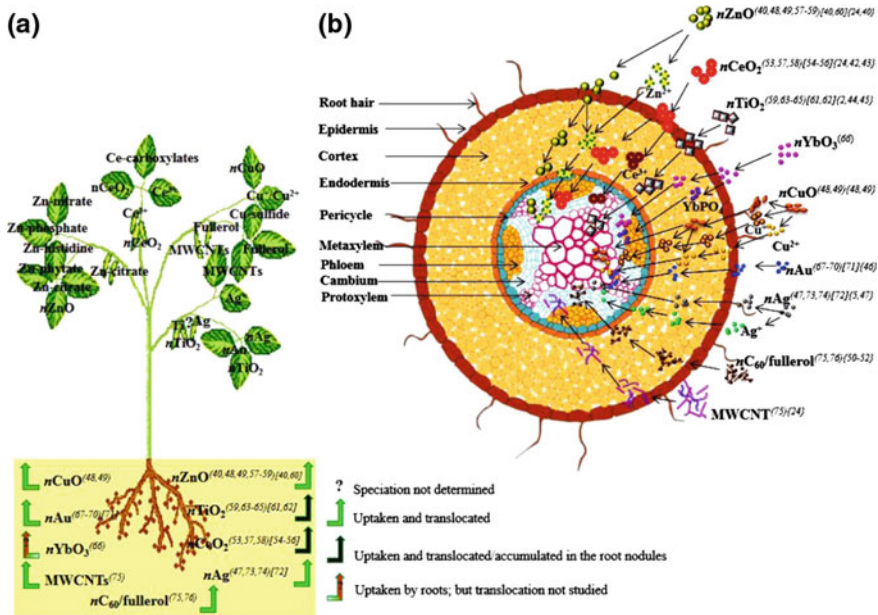 (a)
Ce-carboxylates
nCeO₂
Ce³⁺
Ce³⁺
nCeO₂
nCuO
Cu⁺
Cu²⁺
Cu-sulfide
Fullerol
MWCNTs
Fullerol
MWCNTs
Zn-nitrate
Zn-phosphate
Zn-histidine
Zn-phytate
Zn-citrate
nZnO
Zn-citrate
Ag
Ti?
Ag
nTiO₂
nAg
nAu
nTiO₂
nCuO(48,49)
nAu(67-70)[71]
nYbO₃(66)
MWCNTs(75)
nC₆₀/fullerol(75,76)
nZnO(40,48,49,57-59)[40,60]
nTiO₂(59,63-65)[61,62]
nCeO₂(53,57,58)[54-56]
nAg(47,73,74)[72]
(b)
Root hair
Epidermis
Cortex
Endodermis
Pericycle
Metaxylem
Phloem
Cambium
Protoxylem
nZnO(40,48,49,57-59)[40,60]{24,40}
Zn²⁺
nCeO₂(53,57,58)[54-56]{24,42,43}
nTiO₂(59,63-65)[61,62]{2,44,45}
Ce³⁺
nYbO₃(66)
YbPO₄
nCuO(48,49){48,49}
Cu⁺
Cu²⁺
nAu(67-70)[71]{46}
nAg(47,73,74)[72]{5,47}
Ag⁺
nC₆₀/fullerol(75,76){50-52}
MWCNT(75){24}
? Speciation not determined
Uptaken and translocated
Uptaken and translocated/accumulated in the root nodules
Uptaken by roots; but translocation not studied